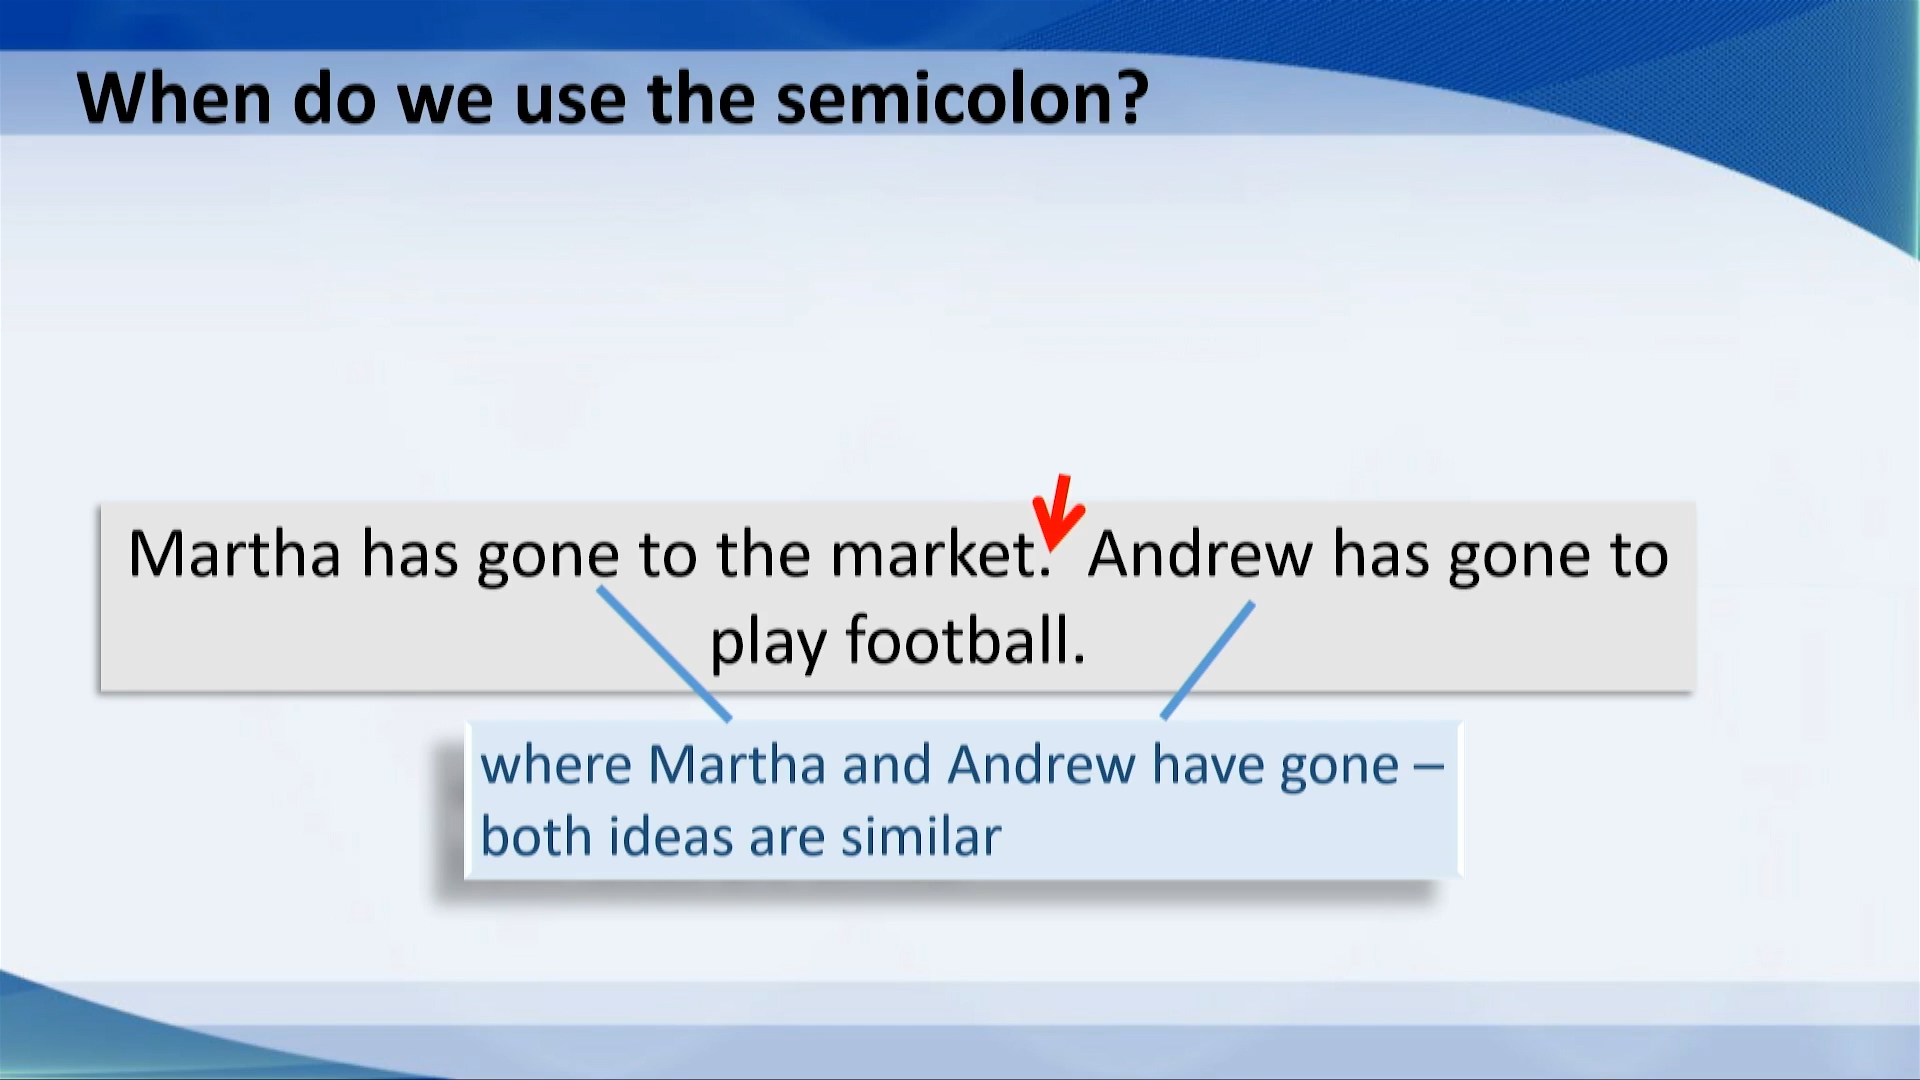 When do we use the semicolon?
Martha has gone to the market. Andrew has gone to
play football.
where Martha and Andrew have gone –
both ideas are similar